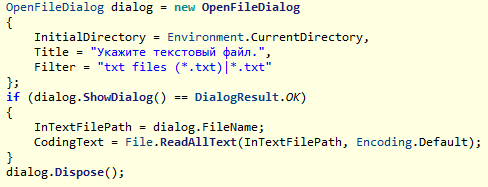 OpenFileDialog dialog = new OpenFileDialog
{
    InitialDirectory = Environment.CurrentDirectory,
    Title = "Укажите текстовый файл.",
    Filter = "txt files (*.txt)|*.txt"
};
if (dialog.ShowDialog() == DialogResult.OK)
{
    InTextFilePath = dialog.FileName;
    CodingText = File.ReadAllText(InTextFilePath, Encoding.Default);
}
dialog.Dispose();